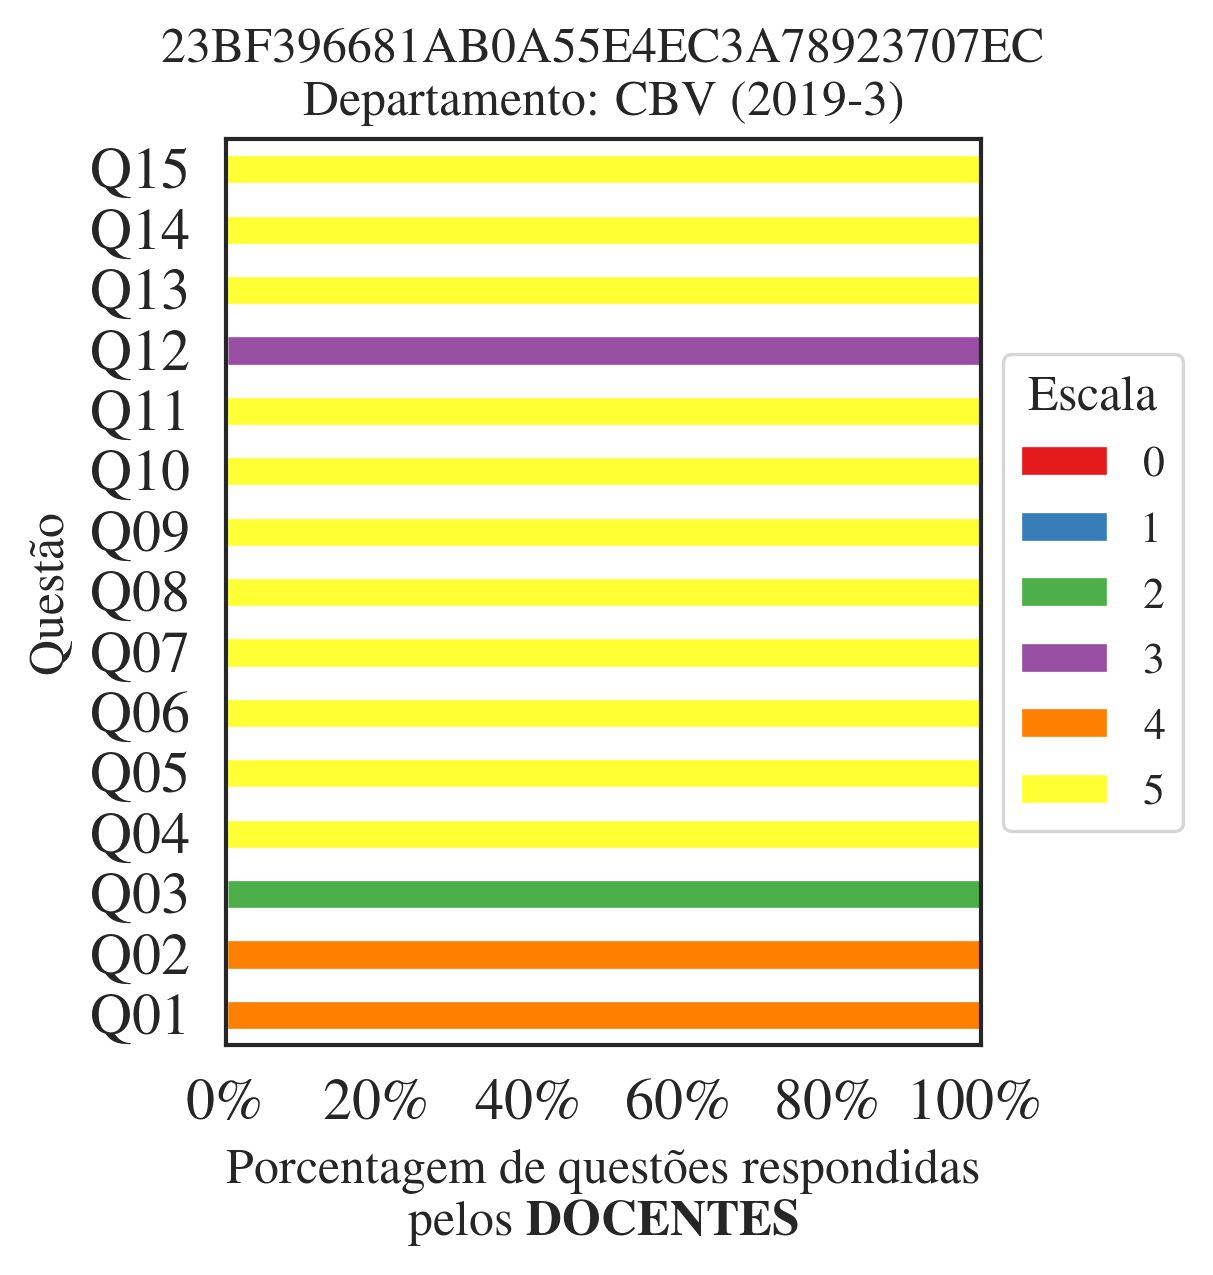 23BF396681AB0A55E4EC3A78923707EC
Departamento: CBV (2019-3)
Questão
Q15
Q14
Q13
Q12
Q11
Q10
Q09
Q08
Q07
Q06
Q05
Q04
Q03
Q02
Q01
0% 20% 40% 60% 80% 100%
Porcentagem de questões respondidas
pelos DOCENTES
Escala
0
1
2
3
4
5